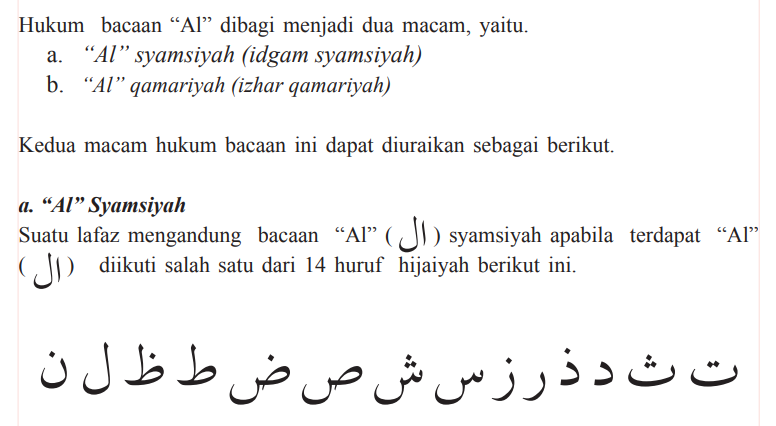 Hukum bacaan “Al” dibagi menjadi dua macam, yaitu.
a. “Al” syamsiyah (idgam syamsiyah)
b. “Al” qamariyah (izhar qamariyah)
Kedua macam hukum bacaan ini dapat diuraikan sebagai berikut.
a. “Al” Syamsiyah
Suatu lafaz mengandung bacaan “Al” ( ال ) syamsiyah apabila terdapat “Al”
( ال ) diikuti salah satu dari 14 huruf hijaiyah berikut ini.
ت ث د ذ ر ز س ش ص ض ط ظ ل ن